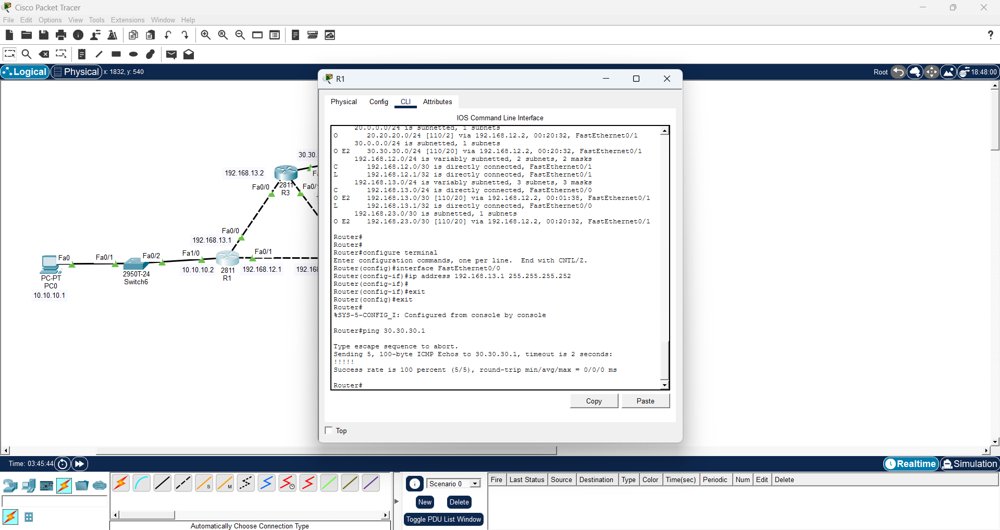 Cisco Packet Tracer
File Edit Options View Tools Extensions Window Help
?
Logical Physical x: 1832, y: 540
Root 18:48:00
R1
Physical Config CLI Attributes
IOS Command Line Interface
20.0.0.0/24 is subnetted, 1 subnets
O 20.20.20.0/24 [110/2] via 192.168.12.2, 00:20:32, FastEthernet0/1
30.0.0.0/24 is subnetted, 1 subnets
O E2 30.30.30.0/24 [110/20] via 192.168.12.2, 00:20:32, FastEthernet0/1
192.168.12.0/24 is variably subnetted, 2 subnets, 2 masks
C 192.168.12.0/30 is directly connected, FastEthernet0/1
L 192.168.12.1/32 is directly connected, FastEthernet0/1
192.168.13.0/24 is variably subnetted, 3 subnets, 3 masks
C 192.168.13.0/24 is directly connected, FastEthernet0/0
O E2 192.168.13.0/30 [110/20] via 192.168.12.2, 00:01:38, FastEthernet0/1
L 192.168.13.1/32 is directly connected, FastEthernet0/0
192.168.23.0/30 is subnetted, 1 subnets
O E2 192.168.23.0/30 [110/20] via 192.168.12.2, 00:20:32, FastEthernet0/1
Router#
Router#
Router#configure terminal
Enter configuration commands, one per line. End with CNTL/Z.
Router(config)#interface FastEthernet0/0
Router(config-if)#ip address 192.168.13.1 255.255.255.252
Router(config-if)#
Router(config-if)#exit
Router(config)#exit
Router#
%SYS-5-CONFIG_I: Configured from console by console
Router#ping 30.30.30.1
Type escape sequence to abort.
Sending 5, 100-byte ICMP Echos to 30.30.30.1, timeout is 2 seconds:
!!!!!
Success rate is 100 percent (5/5), round-trip min/avg/max = 0/0/0 ms
Router#
Copy Paste
Top
30.30.
192.168.13.2
Fa0/0 2811 Fa0/
R3
Fa0/0
192.168.13.1
Fa0 Fa0/1 Fa0/2 Fa1/0 Fa0/1
10.10.10.2 2811 192.168.12.1 192.168
R1
2950T-24
Switch6
PC-PT
PC0
10.10.10.1
Time: 03:45:44
Realtime Simulation
S M
Automatically Choose Connection Type
Scenario 0
New Delete
Toggle PDU List Window
Fire Last Status Source Destination Type Color Time(sec) Periodic Num Edit Delete